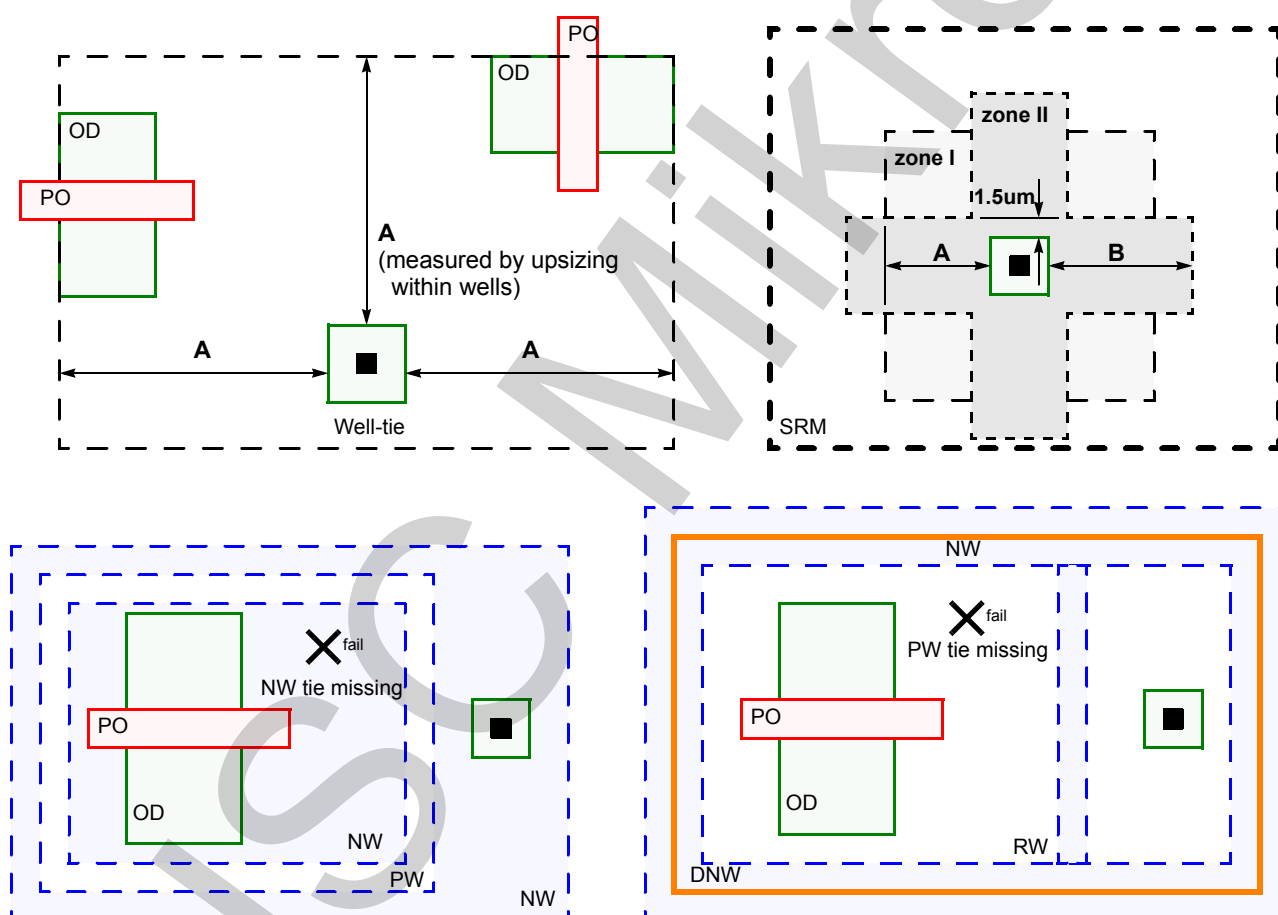 PO
OD
OD
PO
A
(measured by upsizing
within wells)
A
A
Well-tie
zone II
zone I
1.5um
A
B
SRM
fail
NW tie missing
PO
OD
NW
PW
NW
NW
fail
PW tie missing
PO
OD
RW
DNW